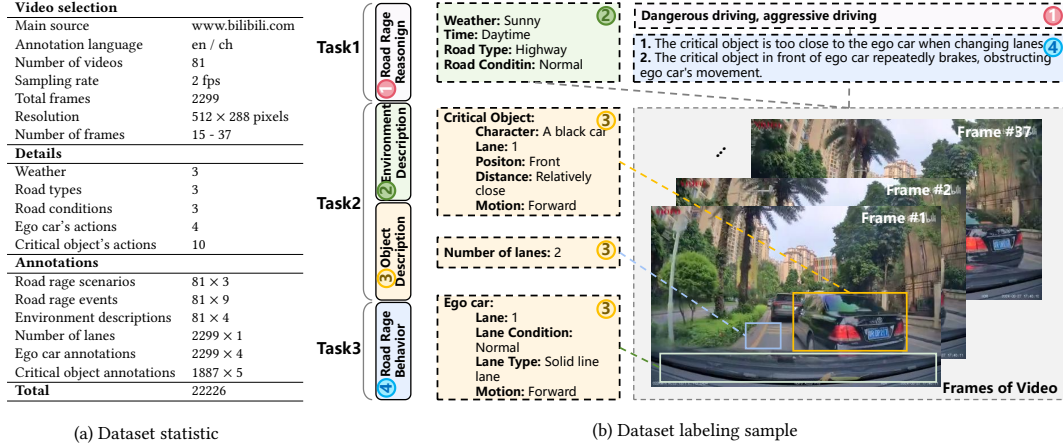 Video selection
Main source www.bilibili.com
Annotation language en / ch
Number of videos 81
Sampling rate 2 fps
Total frames 2299
Resolution 512 × 288 pixels
Number of frames 15 - 37
Details
Weather 3
Road types 3
Road conditions 3
Ego car's actions 4
Critical object's actions 10
Annotations
Road rage scenarios 81 × 3
Road rage events 81 × 9
Environment descriptions 81 × 4
Number of lanes 2299 × 1
Ego car annotations 2299 × 4
Critical object annotations 1887 × 5
Total 22226
(a) Dataset statistic
Task1
① Road Rage
Reasonign
Task2
② Environment
Description
③ Object
Description
Task3
④ Road Rage
Behavior
②
Weather: Sunny
Time: Daytime
Road Type: Highway
Road Conditin: Normal
①
Dangerous driving, aggressive driving
④
1. The critical object is too close to the ego car when changing lanes
2. The critical object in front of ego car repeatedly brakes, obstructing
ego car's movement.
③
Critical Object:
Character: A black car
Lane: 1
Positon: Front
Distance: Relatively
close
Motion: Forward
③
Number of lanes: 2
③
Ego car:
Lane: 1
Lane Condition:
Normal
Lane Type: Solid line
lane
Motion: Forward
Frame #37
Frame #2
Frame #1
Frames of Video
(b) Dataset labeling sample